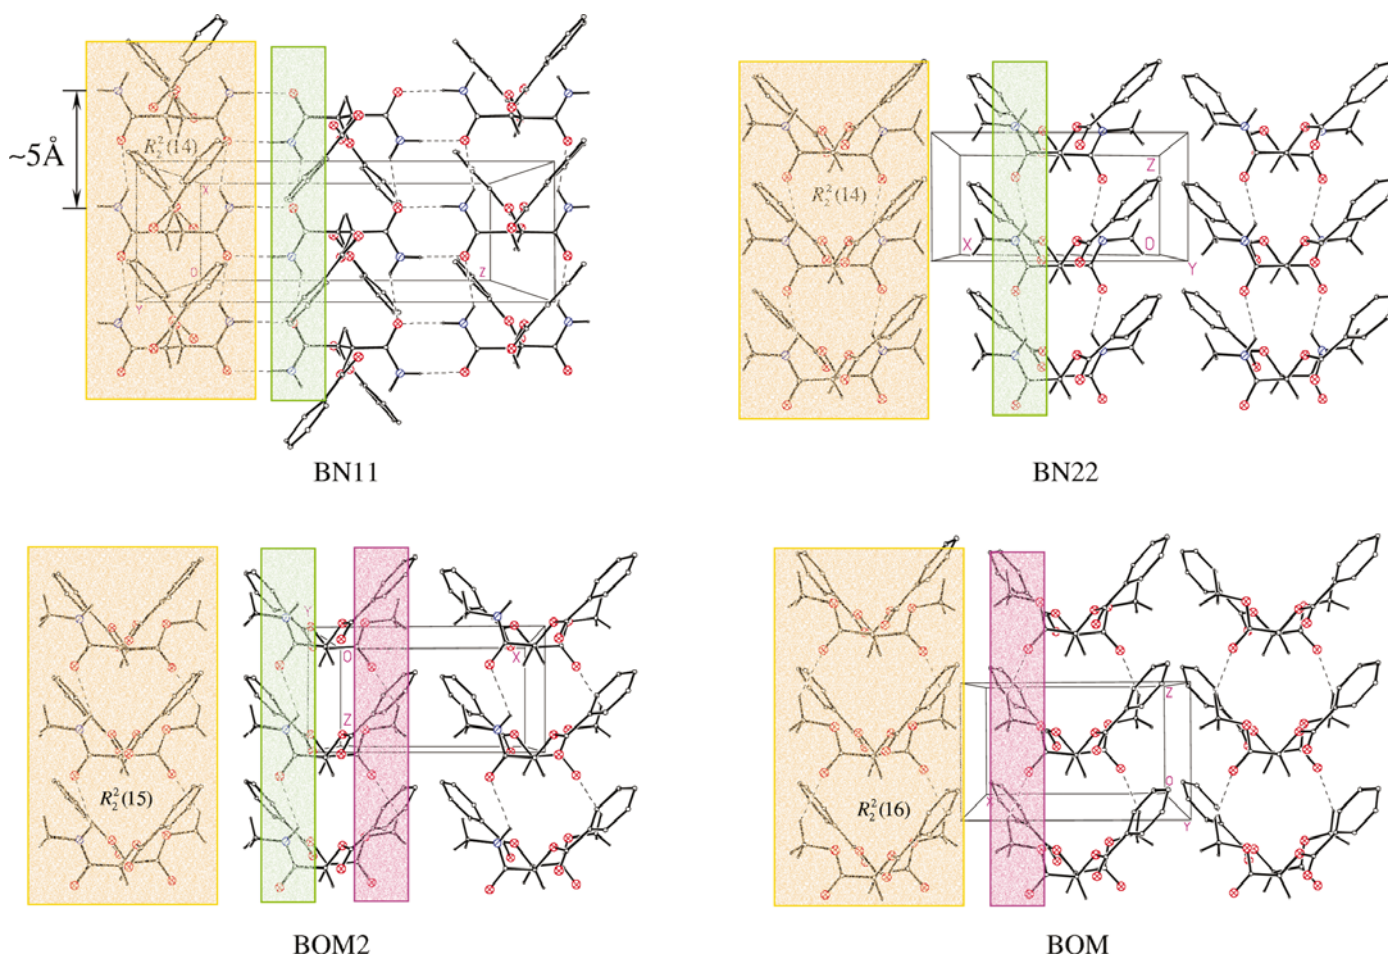 ~5Å
R₂²(14)
X
O
Y
Z
BN11
R₂²(14)
Z
X
O
Y
BN22
Y
O
X
Z
R₂²(15)
BOM2
Z
O
X
Y
R₂²(16)
BOM